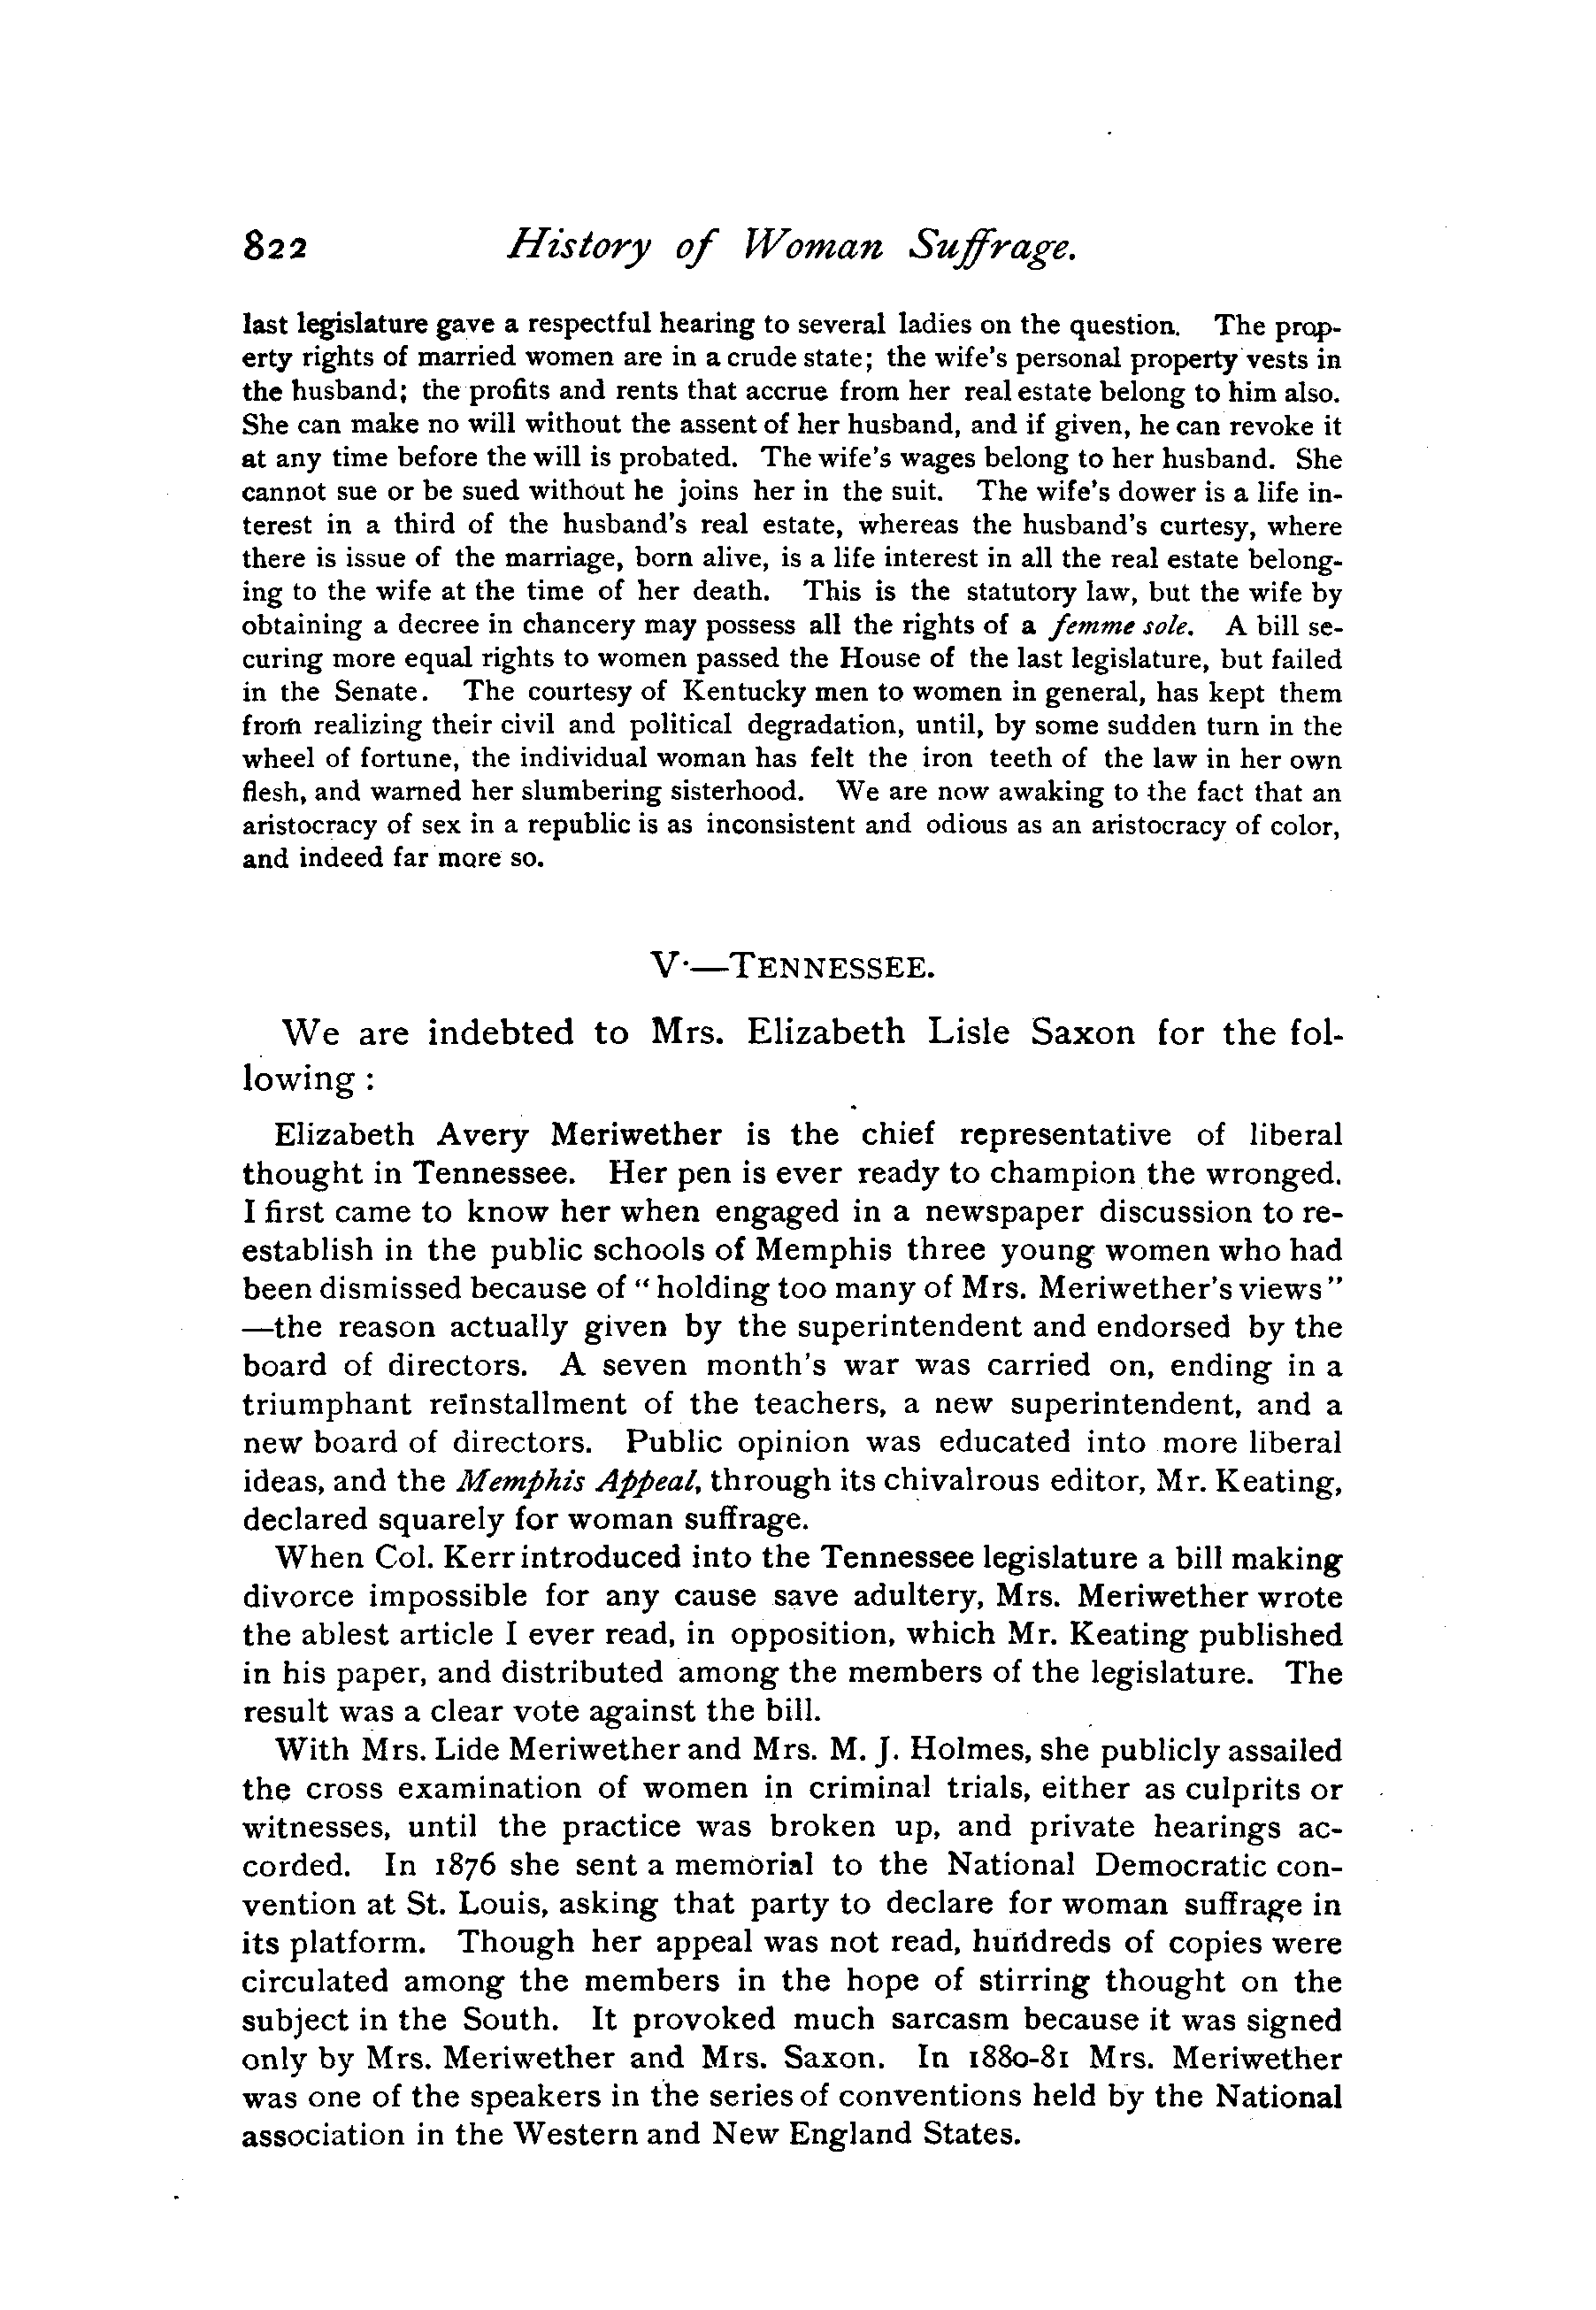 822 History of Woman Suffrage.
last legislature gave a respectful hearing to several ladies on the question. The prop-
erty rights of married women are in a crude state; the wife's personal property vests in
the husband; the profits and rents that accrue from her real estate belong to him also.
She can make no will without the assent of her husband, and if given, he can revoke it
at any time before the will is probated. The wife's wages belong to her husband. She
cannot sue or be sued without he joins her in the suit. The wife's dower is a life in-
terest in a third of the husband's real estate, whereas the husband's curtesy, where
there is issue of the marriage, born alive, is a life interest in all the real estate belong-
ing to the wife at the time of her death. This is the statutory law, but the wife by
obtaining a decree in chancery may possess all the rights of a femme sole. A bill se-
curing more equal rights to women passed the House of the last legislature, but failed
in the Senate. The courtesy of Kentucky men to women in general, has kept them
from realizing their civil and political degradation, until, by some sudden turn in the
wheel of fortune, the individual woman has felt the iron teeth of the law in her own
flesh, and warned her slumbering sisterhood. We are now awaking to the fact that an
aristocracy of sex in a republic is as inconsistent and odious as an aristocracy of color,
and indeed far more so.
V.—TENNESSEE.
We are indebted to Mrs. Elizabeth Lisle Saxon for the fol-
lowing :
Elizabeth Avery Meriwether is the chief representative of liberal
thought in Tennessee. Her pen is ever ready to champion the wronged.
I first came to know her when engaged in a newspaper discussion to re-
establish in the public schools of Memphis three young women who had
been dismissed because of "holding too many of Mrs. Meriwether's views"
—the reason actually given by the superintendent and endorsed by the
board of directors. A seven month's war was carried on, ending in a
triumphant reïnstallment of the teachers, a new superintendent, and a
new board of directors. Public opinion was educated into more liberal
ideas, and the Memphis Appeal, through its chivalrous editor, Mr. Keating,
declared squarely for woman suffrage.
When Col. Kerr introduced into the Tennessee legislature a bill making
divorce impossible for any cause save adultery, Mrs. Meriwether wrote
the ablest article I ever read, in opposition, which Mr. Keating published
in his paper, and distributed among the members of the legislature. The
result was a clear vote against the bill.
With Mrs. Lide Meriwether and Mrs. M. J. Holmes, she publicly assailed
the cross examination of women in criminal trials, either as culprits or
witnesses, until the practice was broken up, and private hearings ac-
corded. In 1876 she sent a memorial to the National Democratic con-
vention at St. Louis, asking that party to declare for woman suffrage in
its platform. Though her appeal was not read, hundreds of copies were
circulated among the members in the hope of stirring thought on the
subject in the South. It provoked much sarcasm because it was signed
only by Mrs. Meriwether and Mrs. Saxon. In 1880-81 Mrs. Meriwether
was one of the speakers in the series of conventions held by the National
association in the Western and New England States.